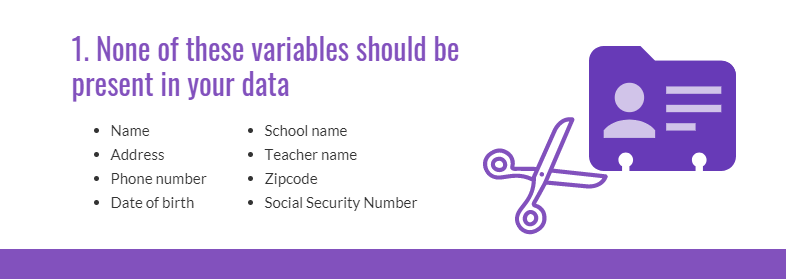 1. None of these variables should be
present in your data
• Name
• Address
• Phone number
• Date of birth
• School name
• Teacher name
• Zipcode
• Social Security Number